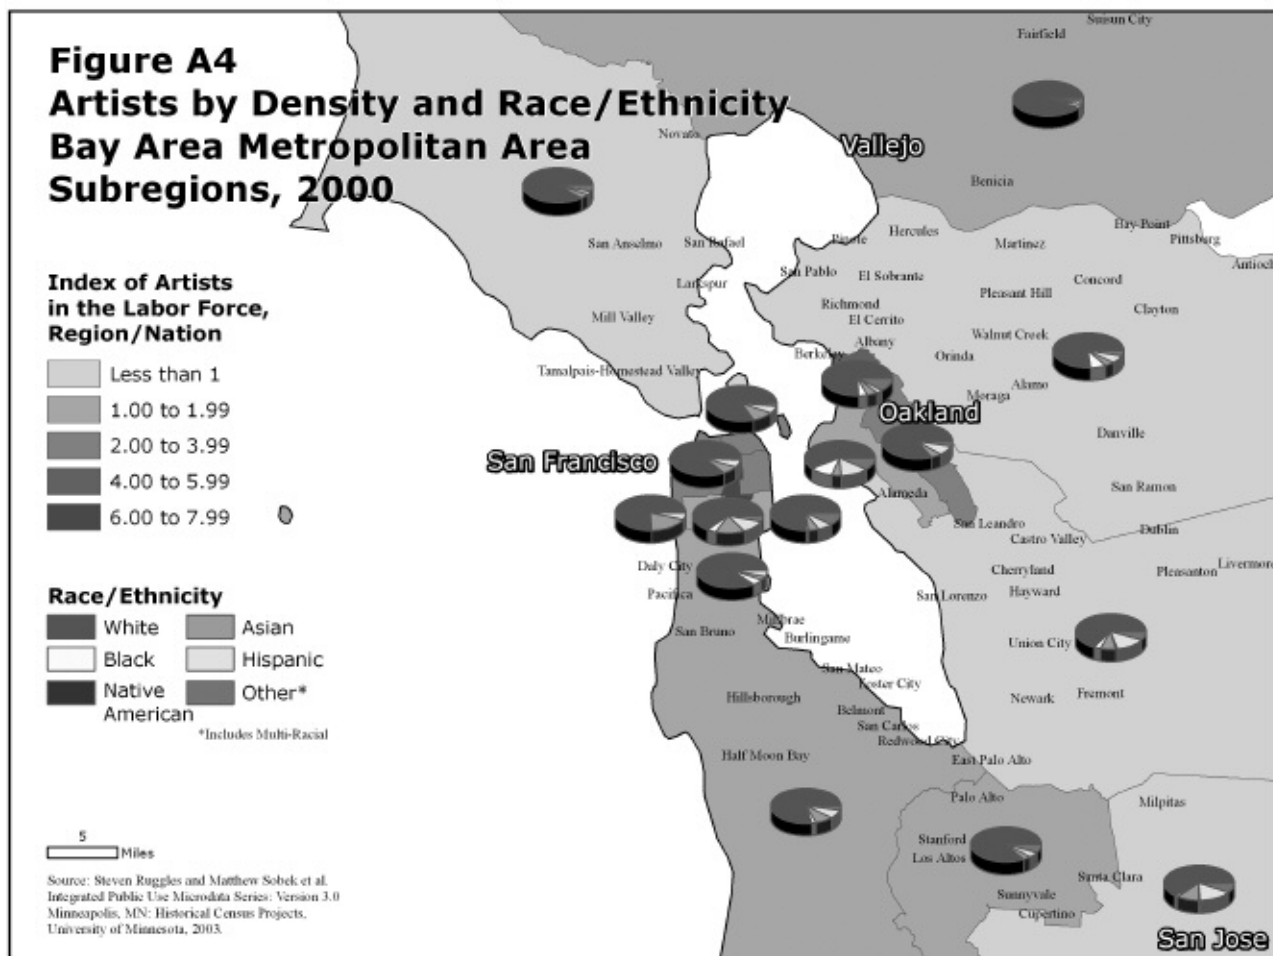 Figure A4
Artists by Density and Race/Ethnicity
Bay Area Metropolitan Area
Subregions, 2000
Index of Artists
in the Labor Force,
Region/Nation
Less than 1
1.00 to 1.99
2.00 to 3.99
4.00 to 5.99
6.00 to 7.99
Race/Ethnicity
White
Asian
Black
Hispanic
Native
American
Other*
*Includes Multi-Racial
5
Miles
Source: Steven Ruggles and Matthew Sobek et al.
Integrated Public Use Microdata Series: Version 3.0
Minneapolis, MN: Historical Census Projects,
University of Minnesota, 2003.
Suisun City
Fairfield
Novato
Vallejo
Benicia
San Anselmo
San Rafael
Pinole
Hercules
Martinez
Bay Point
Pittsburg
Antioch
Larkspur
San Pablo
El Sobrante
Pleasant Hill
Concord
Clayton
Mill Valley
Richmond
El Cerrito
Albany
Walnut Creek
Tamalpais-Homestead Valley
Berkeley
Orinda
Moraga
Alamo
Oakland
Danville
San Francisco
Alameda
San Ramon
San Leandro
Castro Valley
Dublin
Daly City
Cherryland
Pleasanton
Livermore
Pacifica
San Lorenzo
Hayward
San Bruno
Millbrae
Burlingame
Union City
San Mateo
Foster City
Hillsborough
Belmont
San Carlos
Redwood City
Newark
Fremont
Half Moon Bay
East Palo Alto
Palo Alto
Milpitas
Stanford
Los Altos
Santa Clara
Sunnyvale
Cupertino
San Jose